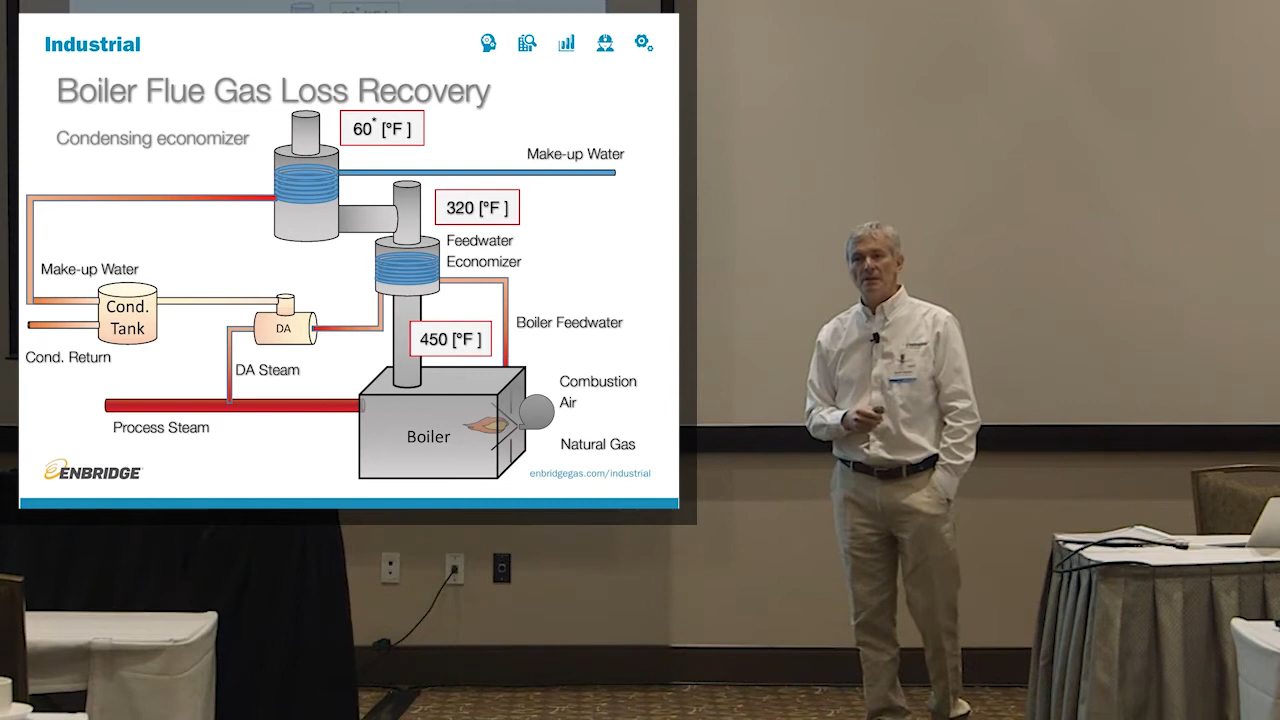 Industrial
Boiler Flue Gas Loss Recovery
Condensing economizer
60* [°F ]
Make-up Water
320 [°F ]
Feedwater
Economizer
Make-up Water
Cond.
Tank
DA
Boiler Feedwater
450 [°F ]
Cond. Return
DA Steam
Combustion
Air
Process Steam
Boiler
Natural Gas
ENBRIDGE
enbridgegas.com/industrial